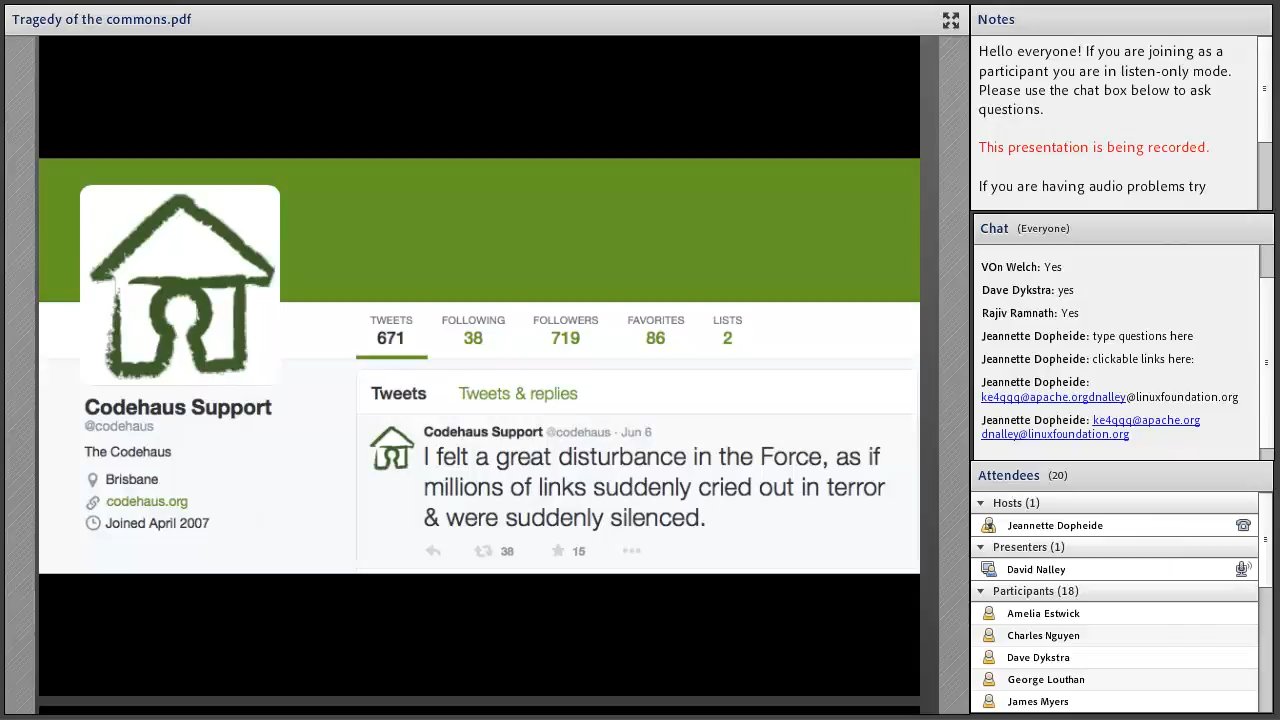 Tragedy of the commons.pdf
TWEETS
671
FOLLOWING
38
FOLLOWERS
719
FAVORITES
86
LISTS
2
Codehaus Support
@codehaus
The Codehaus
Brisbane
codehaus.org
Joined April 2007
Tweets Tweets & replies
Codehaus Support @codehaus · Jun 6
I felt a great disturbance in the Force, as if
millions of links suddenly cried out in terror
& were suddenly silenced.
38 15
Notes
Hello everyone! If you are joining as a
participant you are in listen-only mode.
Please use the chat box below to ask
questions.
This presentation is being recorded.
If you are having audio problems try
Chat (Everyone)
VOn Welch: Yes
Dave Dykstra: yes
Rajiv Ramnath: Yes
Jeannette Dopheide: type questions here
Jeannette Dopheide: clickable links here:
Jeannette Dopheide:
ke4qqq@apache.orgdnalley@linuxfoundation.org
Jeannette Dopheide: ke4qqq@apache.org
dnalley@linuxfoundation.org
Attendees (20)
Hosts (1)
Jeannette Dopheide
Presenters (1)
David Nalley
Participants (18)
Amelia Estwick
Charles Nguyen
Dave Dykstra
George Louthan
James Myers